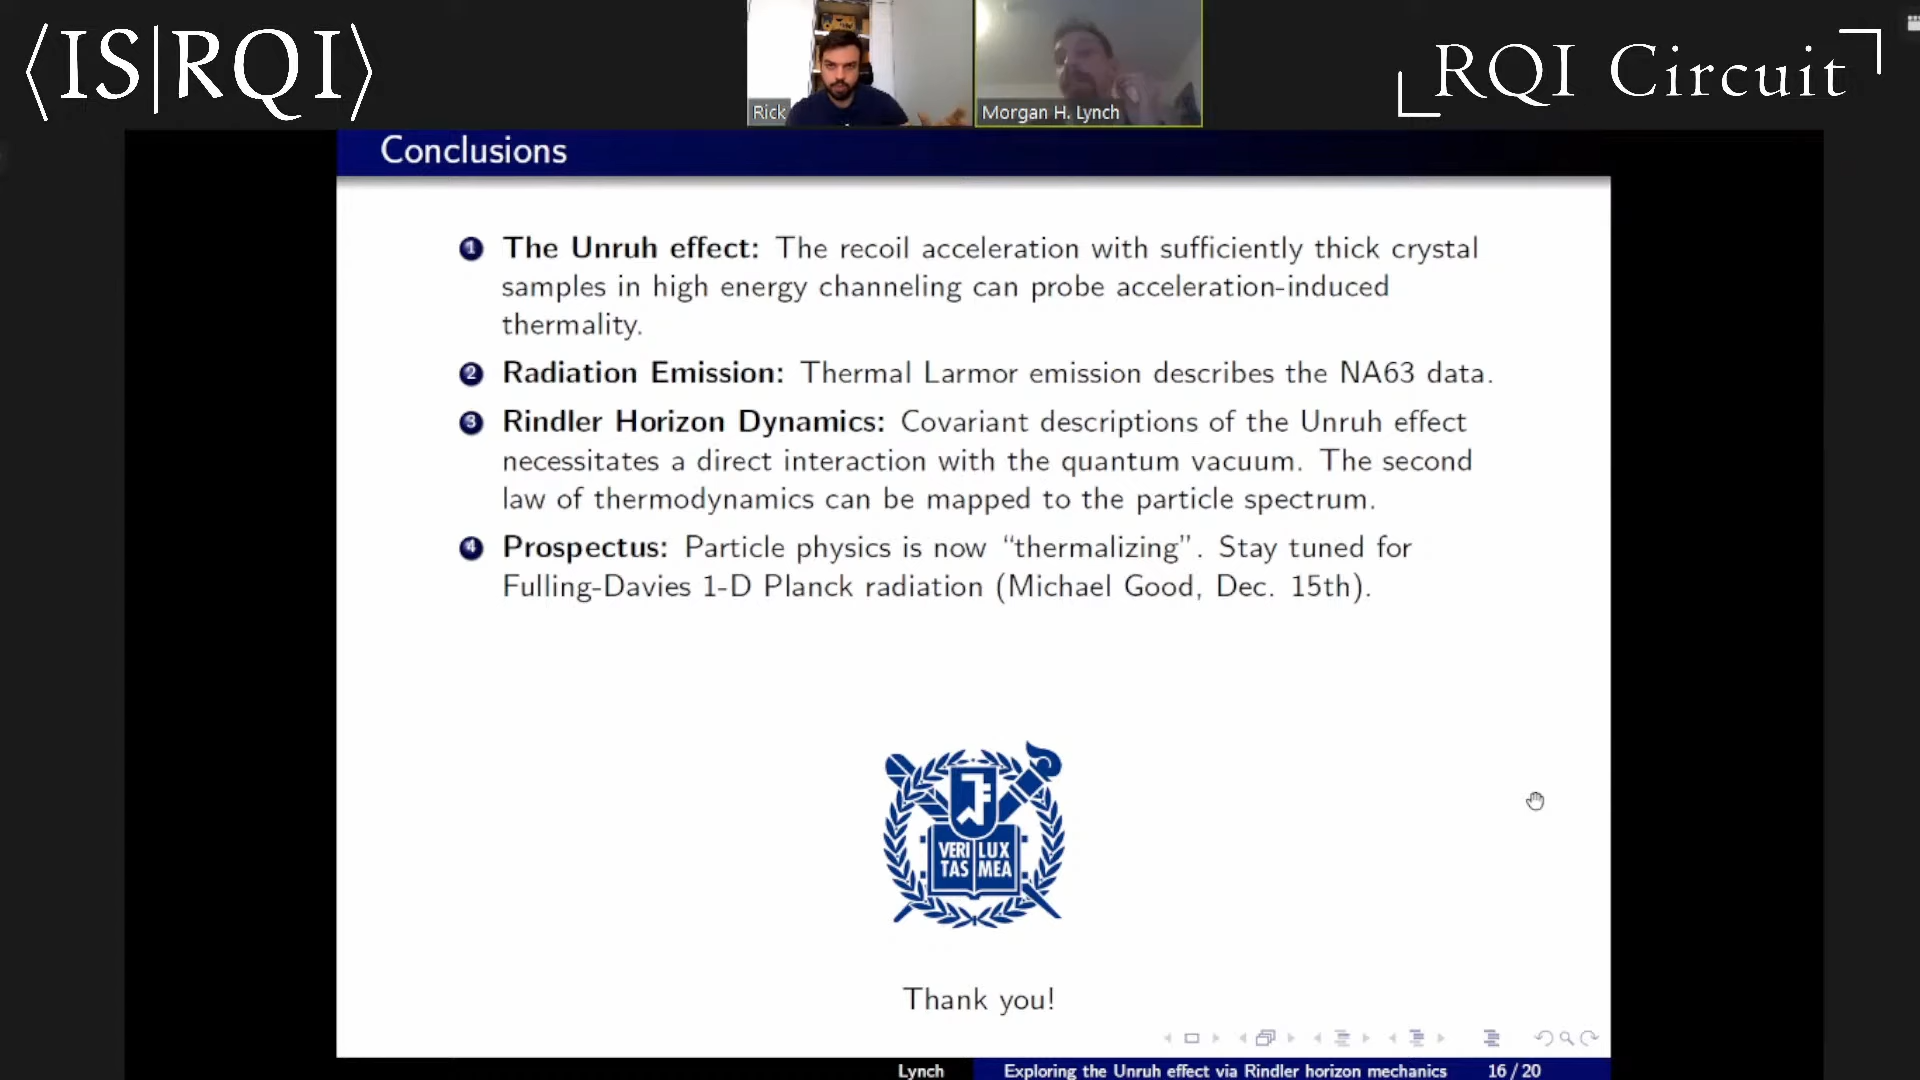 ⟨IS|RQI⟩
RQI Circuit
Rick
Morgan H. Lynch
Conclusions
1 The Unruh effect: The recoil acceleration with sufficiently thick crystal
samples in high energy channeling can probe acceleration-induced
thermality.
2 Radiation Emission: Thermal Larmor emission describes the NA63 data.
3 Rindler Horizon Dynamics: Covariant descriptions of the Unruh effect
necessitates a direct interaction with the quantum vacuum. The second
law of thermodynamics can be mapped to the particle spectrum.
4 Prospectus: Particle physics is now “thermalizing”. Stay tuned for
Fulling-Davies 1-D Planck radiation (Michael Good, Dec. 15th).
VERI LUX
TAS MEA
Thank you!
Lynch
Exploring the Unruh effect via Rindler horizon mechanics
16 / 20